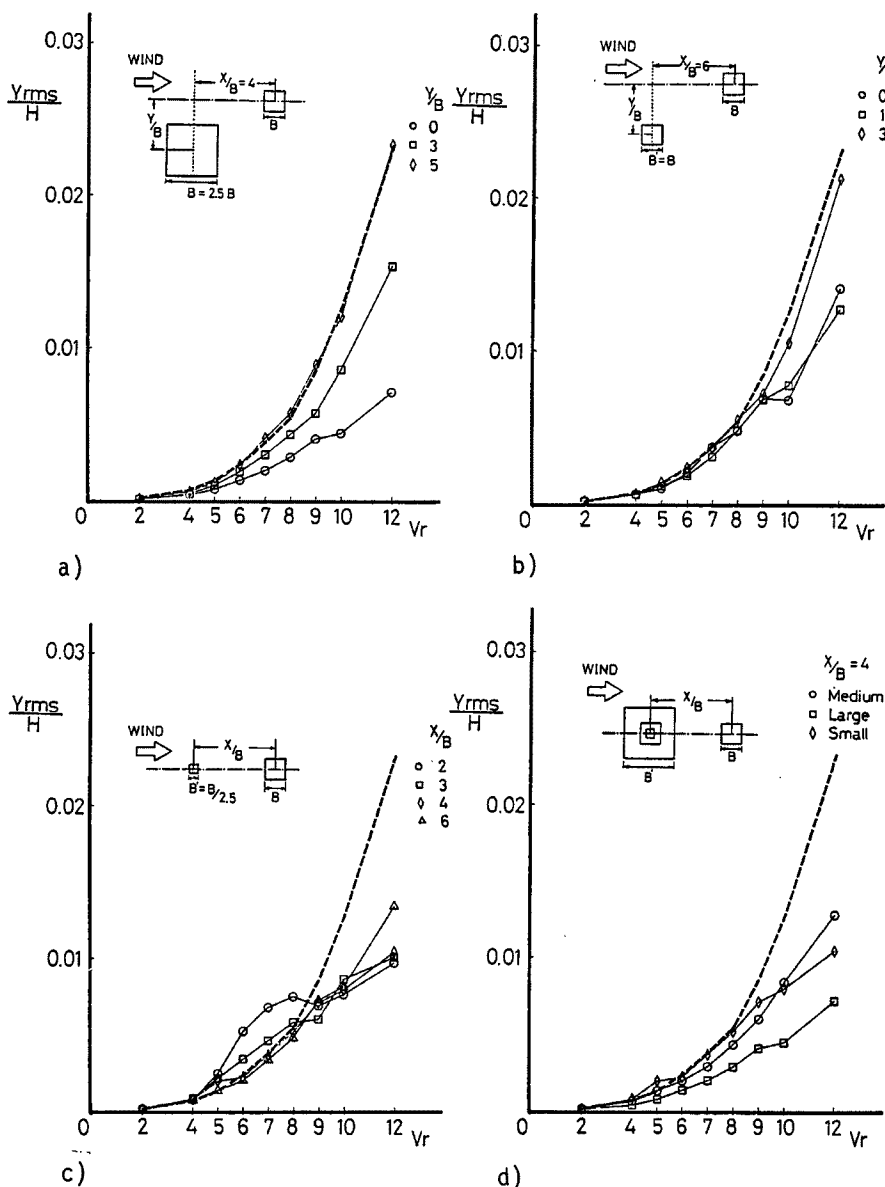 0.03
WIND
X/B=4
Yrms
H
Y/B
B
Y/B
0
3
5
B = 2.5 B
0.02
0.01
0
2 4 5 6 7 8 9 10 12
Vr
a)
0.03
WIND
X/B=6
Yrms
H
Y/B
B
Y/
0
1
3
B'=B
0.02
0.01
0
2 4 5 6 7 8 9 10 12
Vr
b)
0.03
Yrms
H
WIND
X/B
B'=B/2.5
B
X/B
2
3
4
6
0.02
0.01
0
2 4 5 6 7 8 9 10 12
Vr
c)
0.03
WIND
Yrms
H
X/B
B'
B
X/B =4
Medium
Large
Small
0.02
0.01
0
2 4 5 6 7 8 9 10 12
Vr
d)